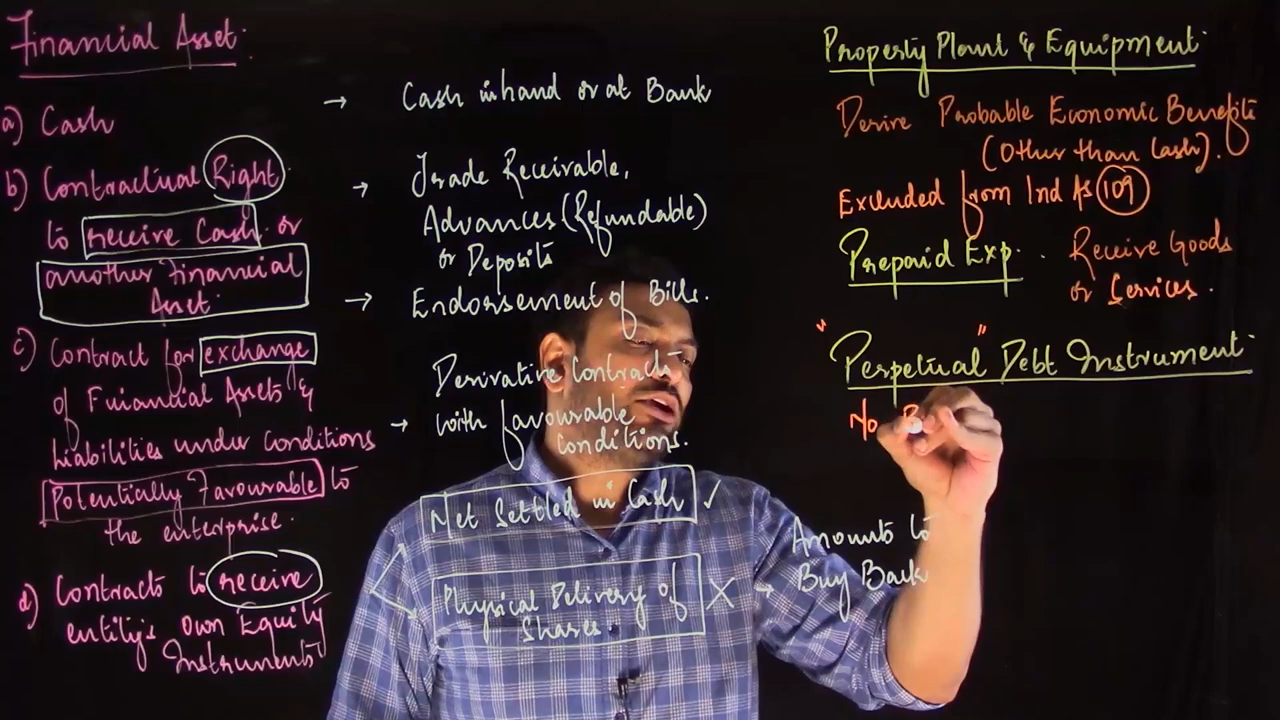 Financial Asset.
a) Cash
b) Contractual Right
to receive Cash or
another Financial
Asset.
c) Contract for exchange
of Financial Assets &
Liabilities under conditions
Potentially Favourable to
the enterprise.
d) Contracts to receive
entity's own Equity
Instruments
→ Cash in hand or at Bank
→ Trade Receivable,
Advances (Refundable)
or Deposits
→ Endorsement of Bills.
→ Derivative Contracts
with favourable
conditions.
Net Settled in Cash ✓
Physical Delivery of
Shares. X → Amounts to
Buy Back
Property Plant & Equipment
Derive Probable Economic Benefits
(Other than Cash).
Excluded from Ind As 109
Prepaid Exp. Receive Goods
or Services.
"Perpetual" Debt Instrument.
No